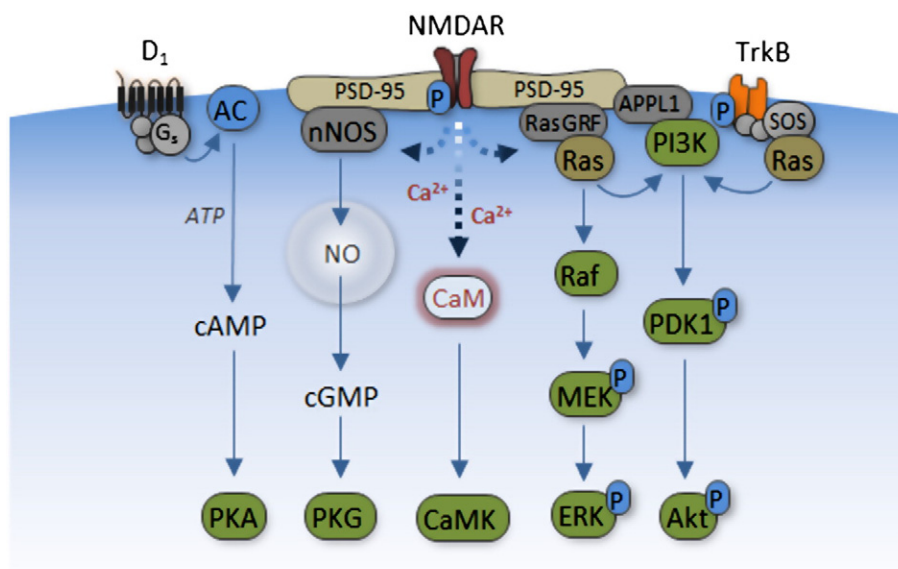 NMDAR
D1
TrkB
PSD-95
P
PSD-95
AC
APPL1
P
Gs
nNOS
RasGRF
SOS
PI3K
Ras
Ras
Ca2+
ATP
Ca2+
NO
Raf
CaM
cAMP
PDK1
P
MEK
P
cGMP
PKA
PKG
CaMK
ERK
P
Akt
P